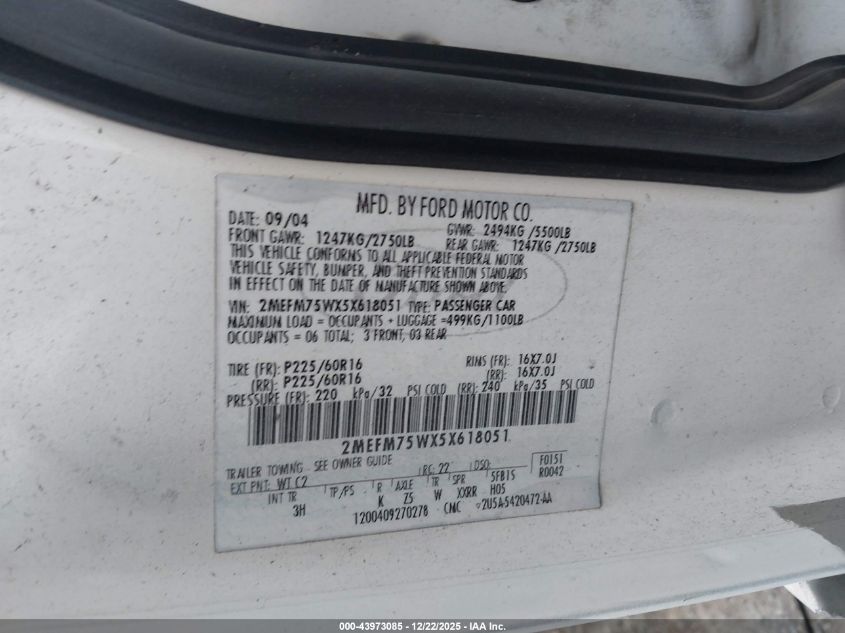 MFD. BY FORD MOTOR CO.
DATE: 09/04 GVWR: 2494KG /5500LB
FRONT GAWR: 1247KG/2750LB REAR GAWR: 1247KG /2750LB
THIS VEHICLE CONFORMS TO ALL APPLICABLE FEDERAL MOTOR
VEHICLE SAFETY, BUMPER, AND THEFT PREVENTION STANDARDS
IN EFFECT ON THE DATE OF MANUFACTURE SHOWN ABOVE.
VIN: 2MEFM75WX5X618051 TYPE: PASSENGER CAR
MAXIMUM LOAD = OCCUPANTS + LUGGAGE =499KG/1100LB
OCCUPANTS = 06 TOTAL; 3 FRONT, 03 REAR
TIRE (FR): P225/60R16 RIMS (FR): 16X7.0J
(RR): P225/60R16 (RR): 16X7.0J
PRESSURE (FR): 220 kPa/32 PSI COLD (RR): 240 kPa/35 PSI COLD
2MEFM75WX5X618051
TRAILER TOWING - SEE OWNER GUIDE RC: 22 DSO: F0151
EXT PNT: WT C2 R0042
INT TR TP/PS R AXLE TR SPR 5FB15
3H K Z5 W XXRR H05
1200409270278 CMC 2U5A-5420472-AA
000-43973085 - 12/22/2025 - IAA Inc.